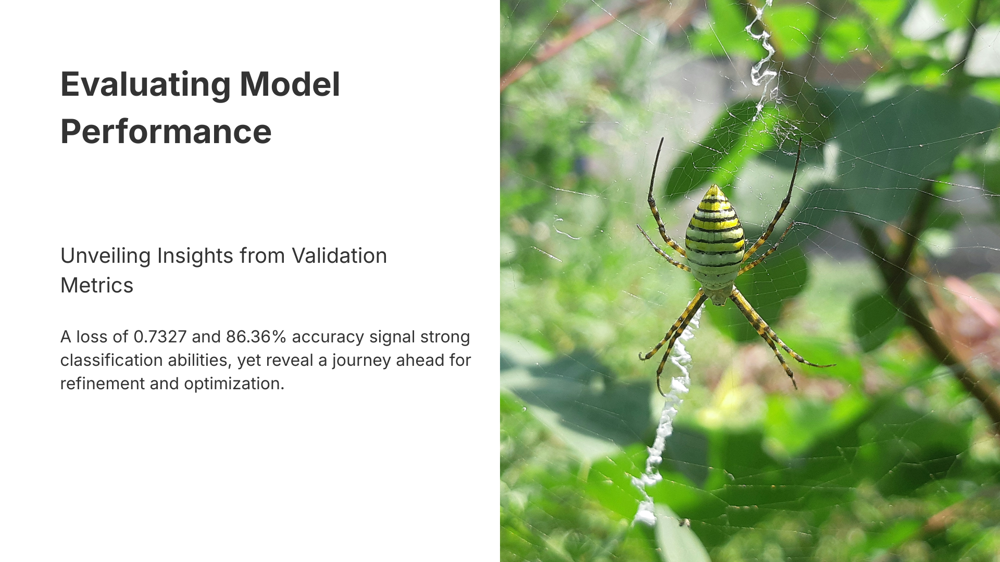 Evaluating Model
Performance
Unveiling Insights from Validation
Metrics
A loss of 0.7327 and 86.36% accuracy signal strong
classification abilities, yet reveal a journey ahead for
refinement and optimization.